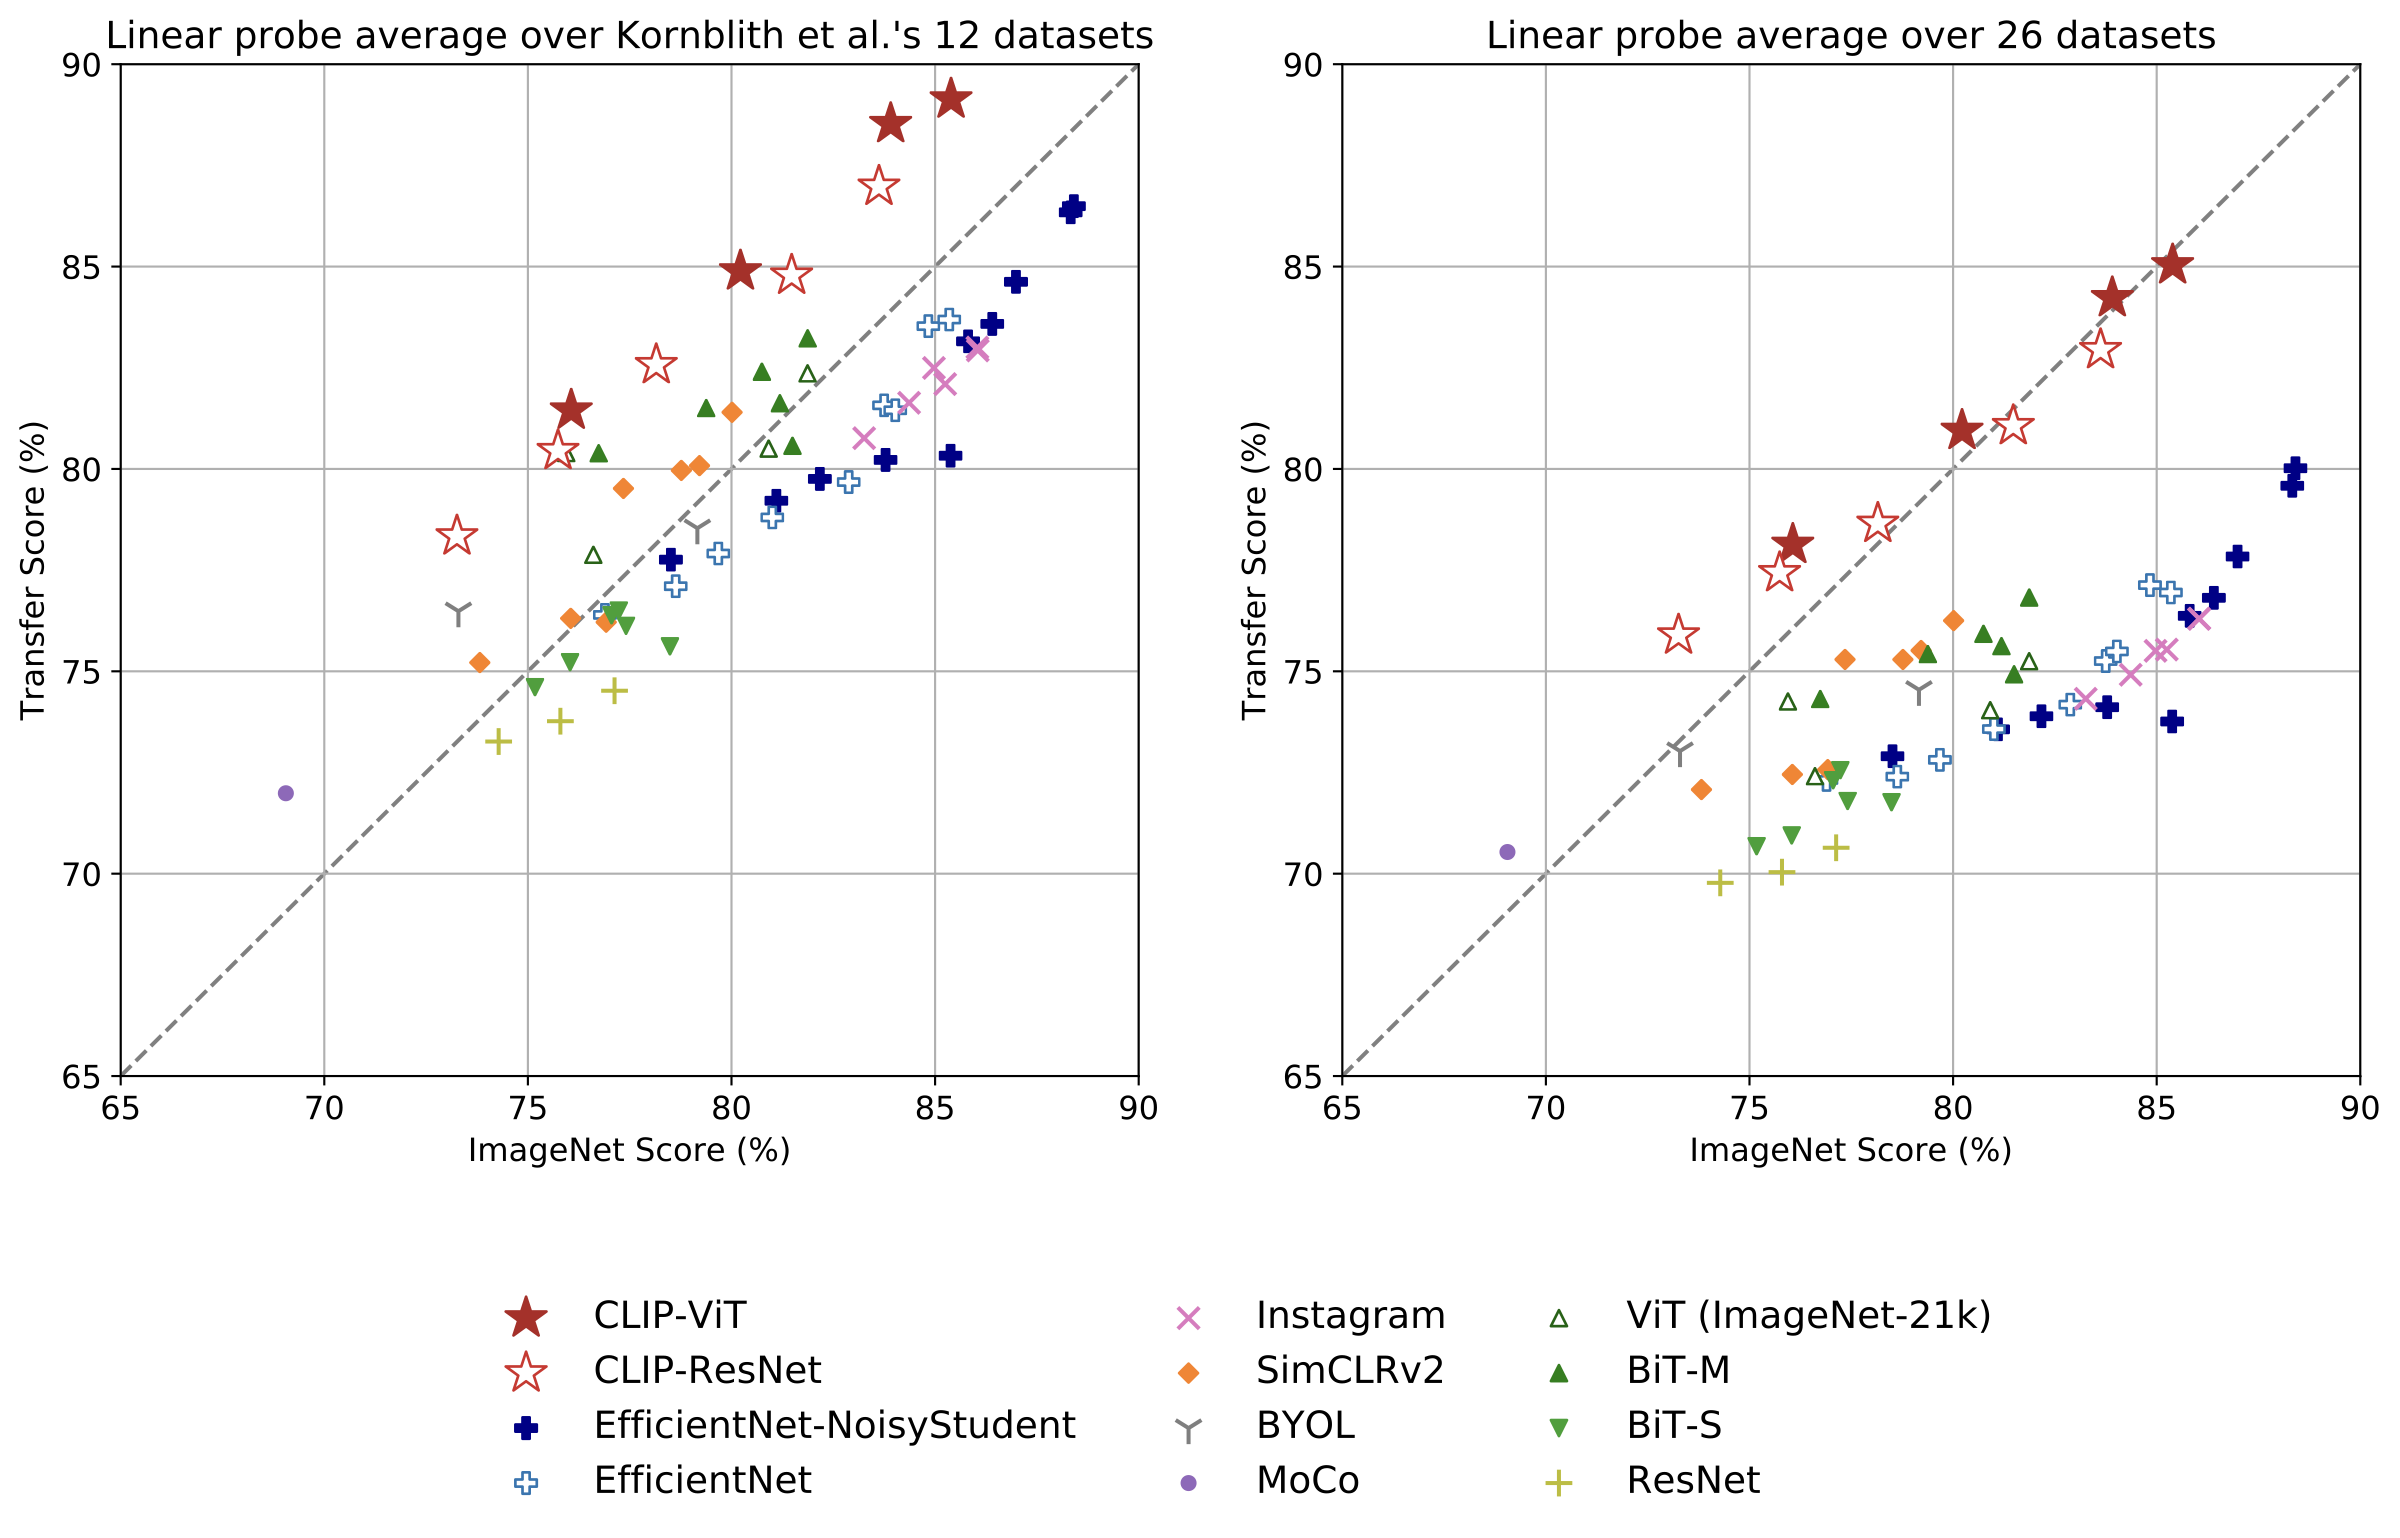 Linear probe average over Kornblith et al.'s 12 datasets
90
85
80
75
70
65
Transfer Score (%)
65 70 75 80 85 90
ImageNet Score (%)
Linear probe average over 26 datasets
90
85
80
75
70
65
Transfer Score (%)
65 70 75 80 85 90
ImageNet Score (%)
CLIP-ViT
CLIP-ResNet
EfficientNet-NoisyStudent
EfficientNet
Instagram
SimCLRv2
BYOL
MoCo
ViT (ImageNet-21k)
BiT-M
BiT-S
ResNet